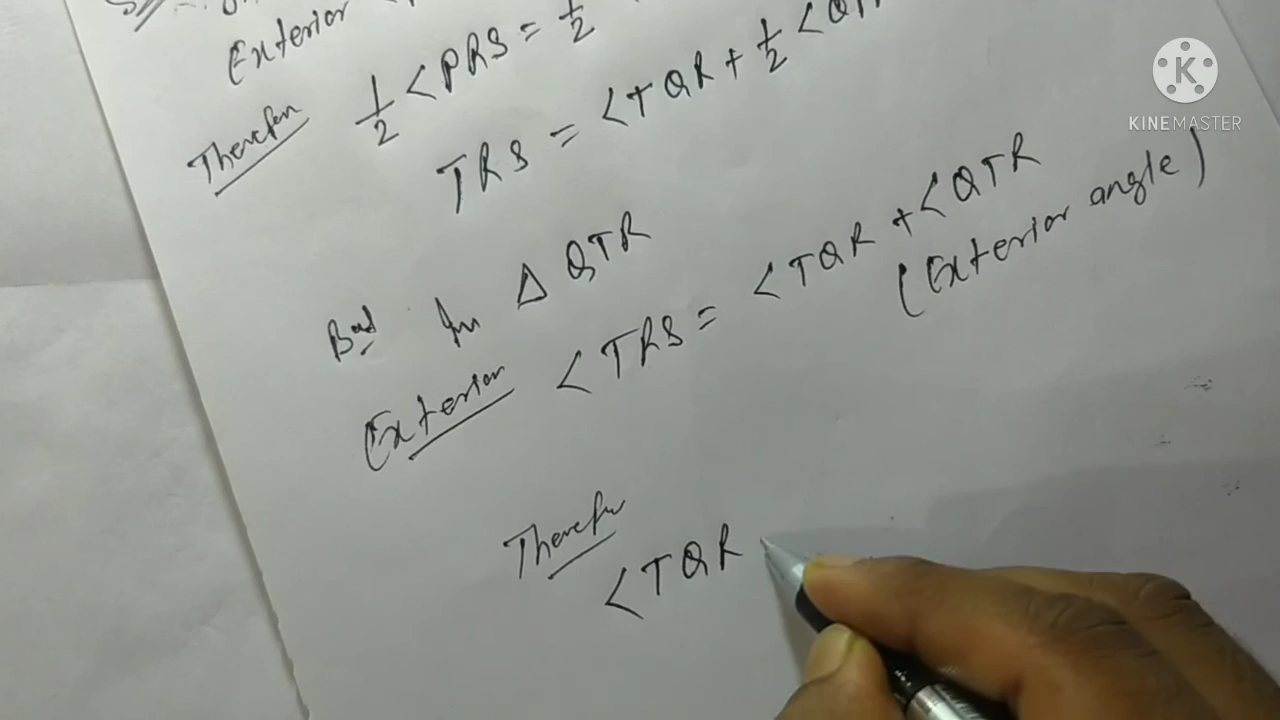 Exterior
Therefore 1/2 <PRS = 1/2
TRS = <TQR + 1/2 <QPR
But In Δ QTR
Exterior <TRS = <TQR + <QTR
(Exterior angle)
Therefore
<TQR
KINEMASTER